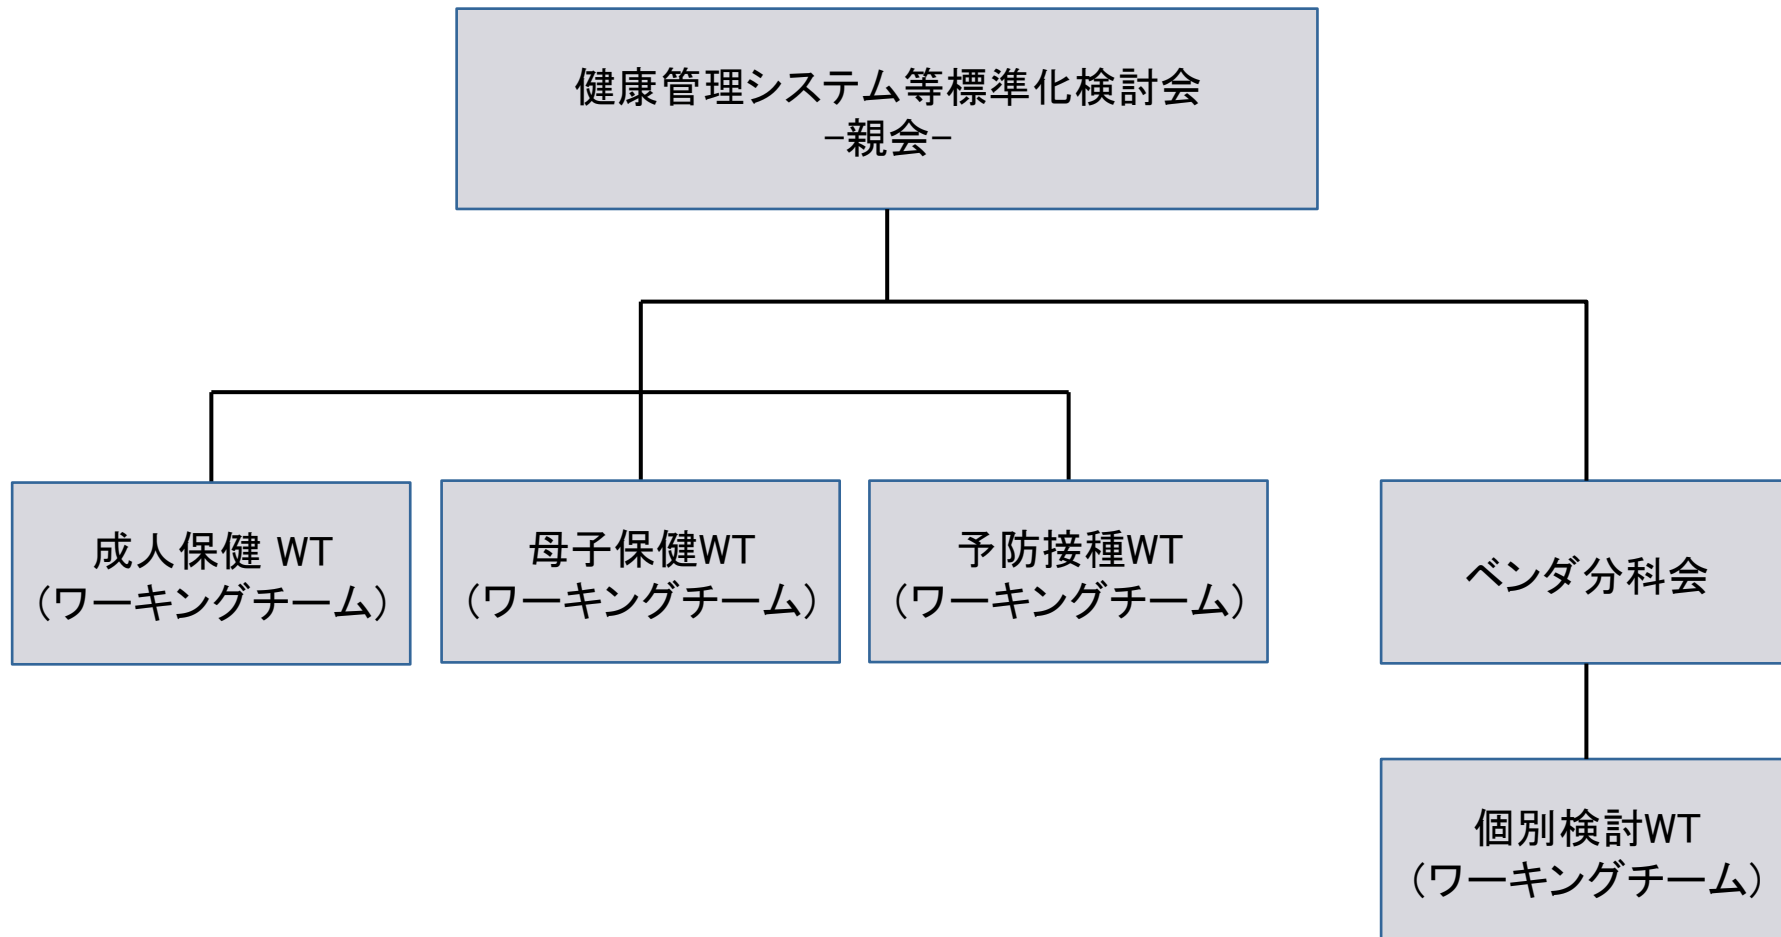 健康管理システム等標準化検討会
-親会-
成人保健 WT
(ワーキングチーム)
母子保健WT
(ワーキングチーム)
予防接種WT
(ワーキングチーム)
ベンダ分科会
個別検討WT
(ワーキングチーム)